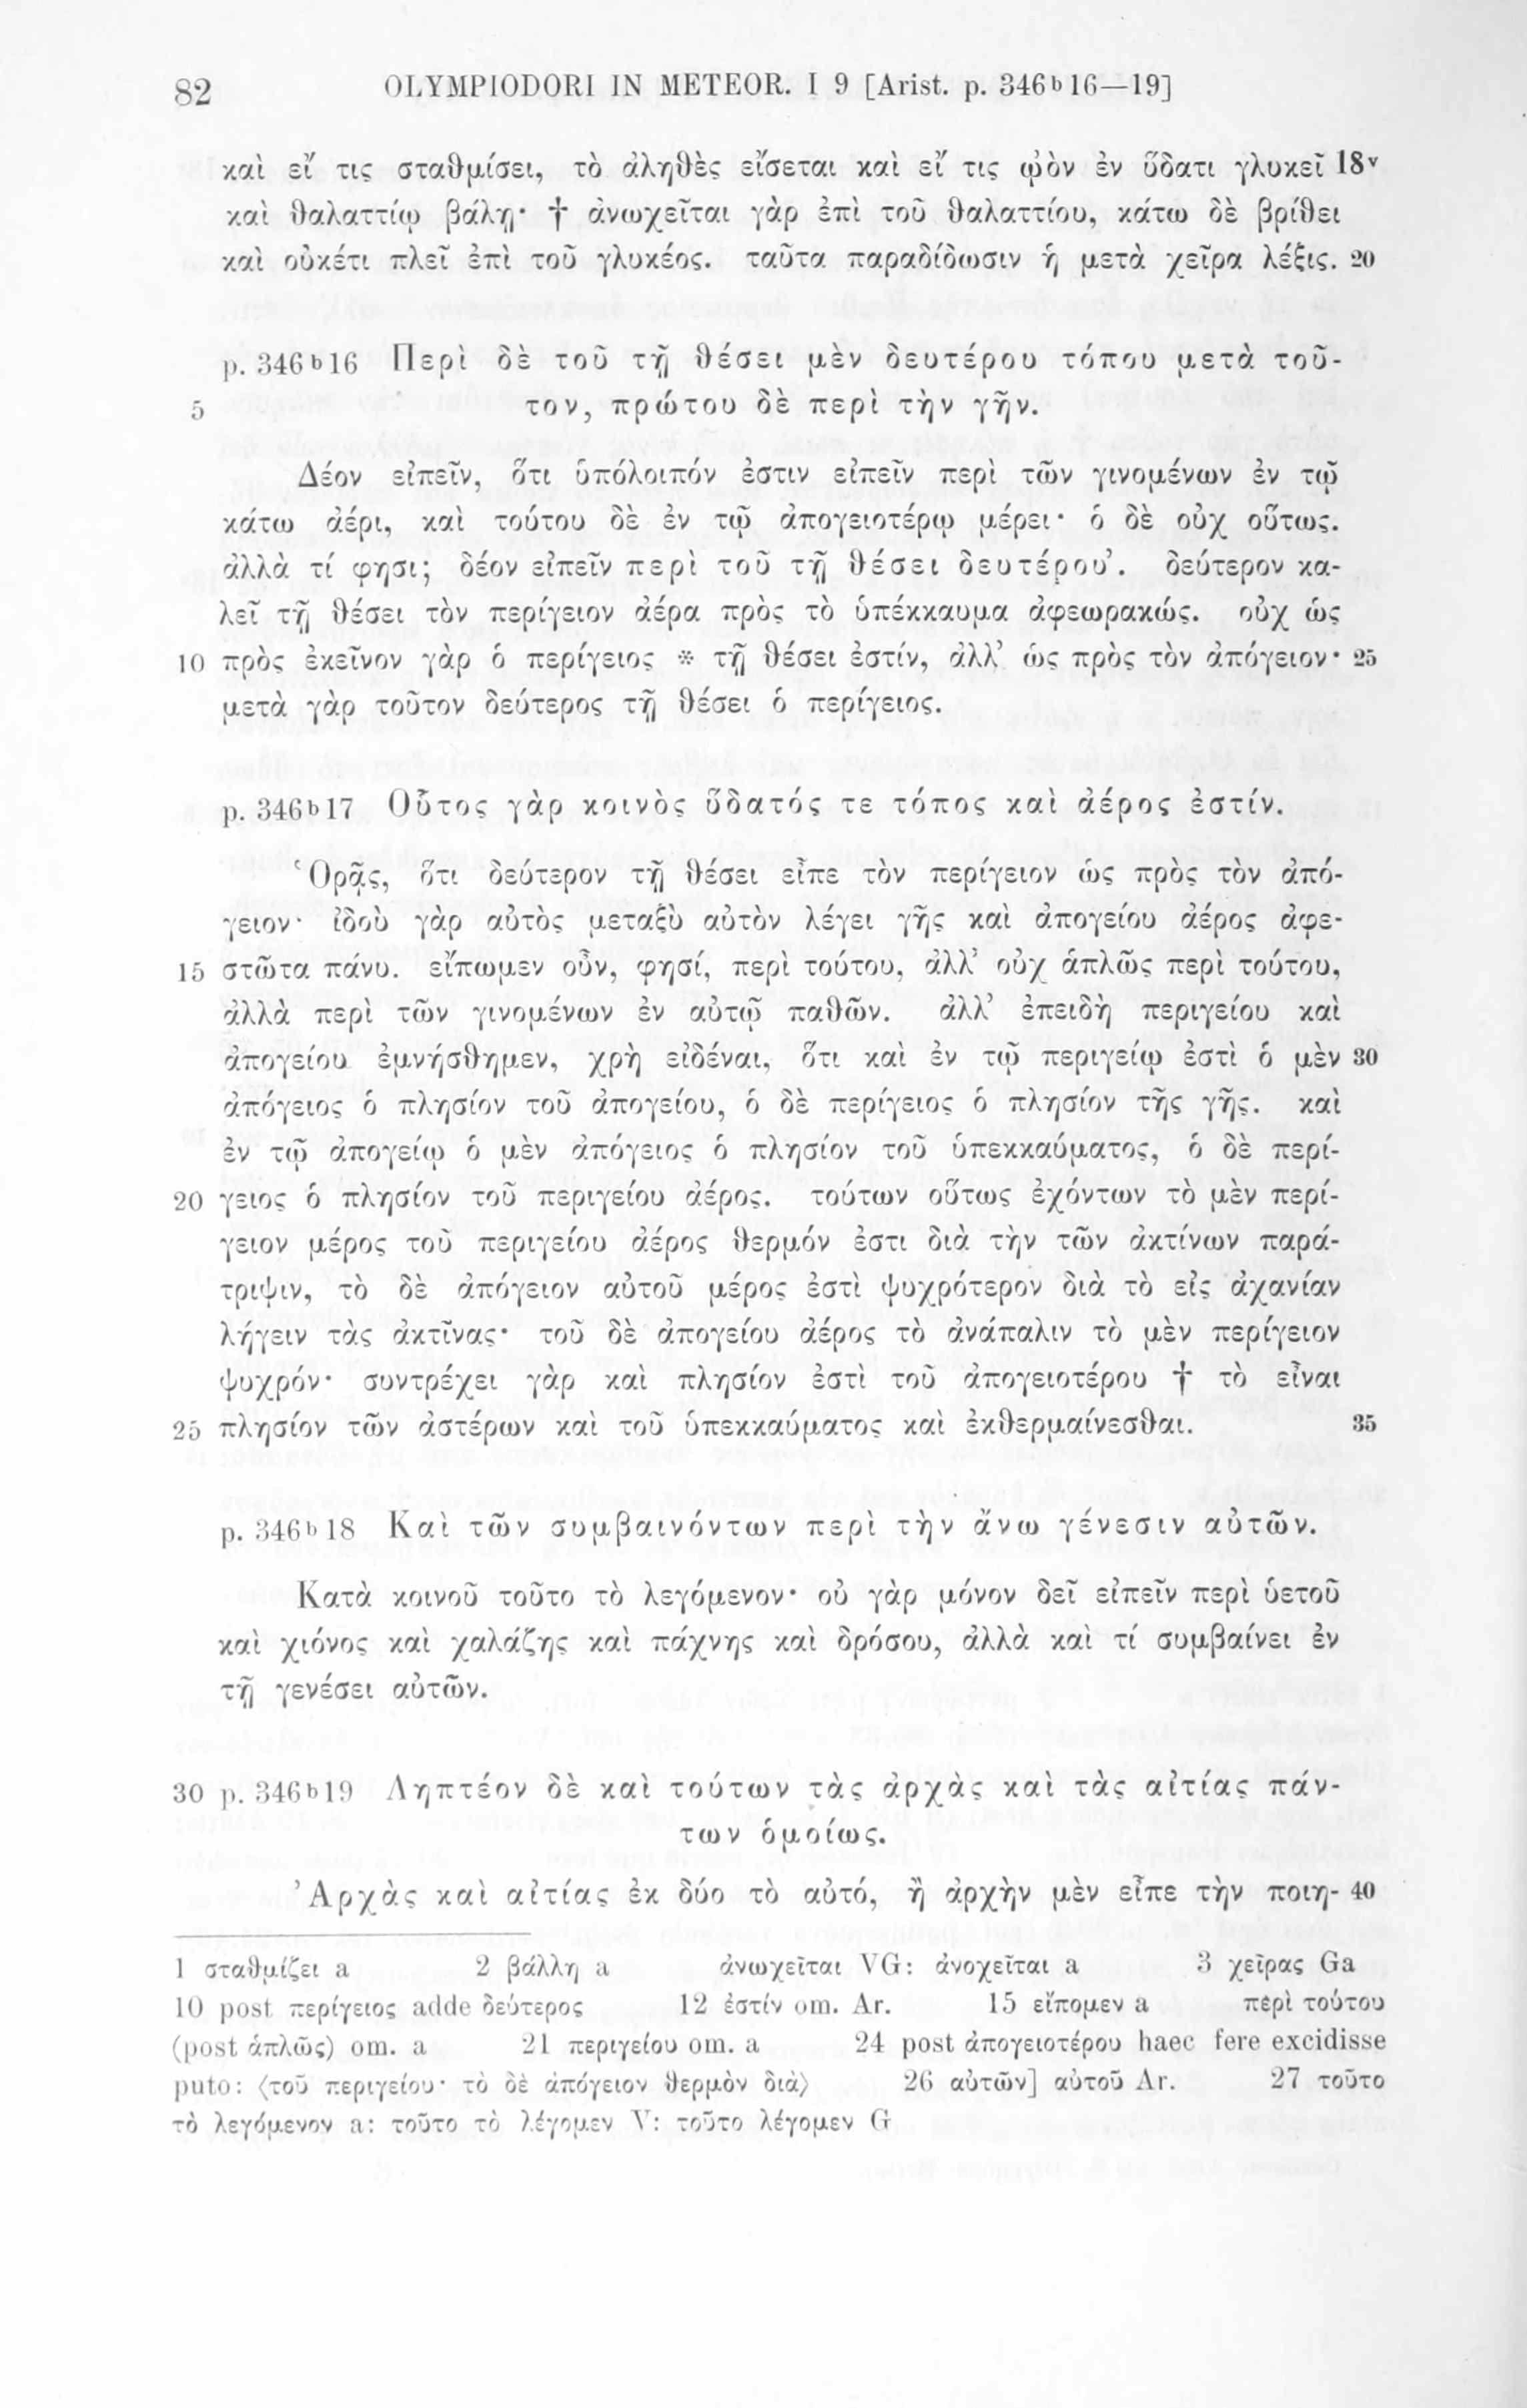 82 OLYMPIODORI IN METEOR. I 9 [Arist. p. 346b16—19]
καὶ εἴ τις σταθμίσει, τὸ ἀληθὲς εἴσεται καὶ εἴ τις ᾠὸν ἐν ὕδατι γλυκεῖ 18v
καὶ θαλαττίῳ βάλῃ· † ἀνωχεῖται γὰρ ἐπὶ τοῦ θαλαττίου, κάτω δὲ βρίθει
καὶ οὐκέτι πλεῖ ἐπὶ τοῦ γλυκέος. ταῦτα παραδίδωσιν ἡ μετὰ χεῖρα λέξις. 20
p. 346b16 Περὶ δὲ τοῦ τῇ θέσει μὲν δευτέρου τόπου μετὰ τοῦ-
5 τον, πρώτου δὲ περὶ τὴν γῆν.
Δέον εἰπεῖν, ὅτι ὑπόλοιπόν ἐστιν εἰπεῖν περὶ τῶν γινομένων ἐν τῷ
κάτω ἀέρι, καὶ τούτου δὲ ἐν τῷ ἀπογειοτέρῳ μέρει· ὁ δὲ οὐχ οὕτως.
ἀλλὰ τί φησι; δέον εἰπεῖν περὶ τοῦ τῇ θέσει δευτέρου’. δεύτερον κα-
λεῖ τῇ θέσει τὸν περίγειον ἀέρα πρὸς τὸ ὑπέκκαυμα ἀφεωρακώς. οὐχ ὡς
10 πρὸς ἐκεῖνον γὰρ ὁ περίγειος * τῇ θέσει ἐστίν, ἀλλ’ ὡς πρὸς τὸν ἀπόγειον· 25
μετὰ γὰρ τοῦτον δεύτερος τῇ θέσει ὁ περίγειος.
p. 346b17 Οὗτος γὰρ κοινὸς ὕδατός τε τόπος καὶ ἀέρος ἐστίν.
Ὁρᾷς, ὅτι δεύτερον τῇ θέσει εἶπε τὸν περίγειον ὡς πρὸς τὸν ἀπό-
γειον· ἰδοὺ γὰρ αὐτὸς μεταξὺ αὐτὸν λέγει γῆς καὶ ἀπογείου ἀέρος ἀφε-
15 στῶτα πάνυ. εἴπωμεν οὖν, φησί, περὶ τούτου, ἀλλ’ οὐχ ἁπλῶς περὶ τούτου,
ἀλλὰ περὶ τῶν γινομένων ἐν αὐτῷ παθῶν. ἀλλ’ ἐπειδὴ περιγείου καὶ
ἀπογείου ἐμνήσθημεν, χρὴ εἰδέναι, ὅτι καὶ ἐν τῷ περιγείῳ ἐστὶ ὁ μὲν 30
ἀπόγειος ὁ πλησίον τοῦ ἀπογείου, ὁ δὲ περίγειος ὁ πλησίον τῆς γῆς. καὶ
ἐν τῷ ἀπογείῳ ὁ μὲν ἀπόγειος ὁ πλησίον τοῦ ὑπεκκαύματος, ὁ δὲ περί-
20 γειος ὁ πλησίον τοῦ περιγείου ἀέρος. τούτων οὕτως ἐχόντων τὸ μὲν περί-
γειον μέρος τοῦ περιγείου ἀέρος θερμόν ἐστι διὰ τὴν τῶν ἀκτίνων παρά-
τριψιν, τὸ δὲ ἀπόγειον αὐτοῦ μέρος ἐστὶ ψυχρότερον διὰ τὸ εἰς ἀχανίαν
λήγειν τὰς ἀκτῖνας· τοῦ δὲ ἀπογείου ἀέρος τὸ ἀνάπαλιν τὸ μὲν περίγειον
ψυχρόν· συντρέχει γὰρ καὶ πλησίον ἐστὶ τοῦ ἀπογειοτέρου † τὸ εἶναι
25 πλησίον τῶν ἀστέρων καὶ τοῦ ὑπεκκαύματος καὶ ἐκθερμαίνεσθαι. 35
p. 346b18 Καὶ τῶν συμβαινόντων περὶ τὴν ἄνω γένεσιν αὐτῶν.
Κατὰ κοινοῦ τοῦτο τὸ λεγόμενον· οὐ γὰρ μόνον δεῖ εἰπεῖν περὶ ὑετοῦ
καὶ χιόνος καὶ χαλάζης καὶ πάχνης καὶ δρόσου, ἀλλὰ καὶ τί συμβαίνει ἐν
τῇ γενέσει αὐτῶν.
30 p. 346b19 Ληπτέον δὲ καὶ τούτων τὰς ἀρχὰς καὶ τὰς αἰτίας πάν-
των ὁμοίως.
Ἀρχὰς καὶ αἰτίας ἐκ δύο τὸ αὐτό, ἢ ἀρχὴν μὲν εἶπε τὴν ποιη- 40
1 σταθμίζει a 2 βάλλῃ a ἀνωχεῖται VG: ἀνοχεῖται a 3 χεῖρας Ga
10 post περίγειος adde δεύτερος 12 ἐστίν om. Ar. 15 εἴπομεν a περὶ τούτου
(post ἁπλῶς) om. a 21 περιγείου om. a 24 post ἀπογειοτέρου haec fere excidisse
puto: ⟨τοῦ περιγείου· τὸ δὲ ἀπόγειον θερμὸν διὰ⟩ 26 αὐτῶν] αὐτοῦ Ar. 27 τοῦτο
τὸ λεγόμενον a: τοῦτο τὸ λέγομεν V: τοῦτο λέγομεν G